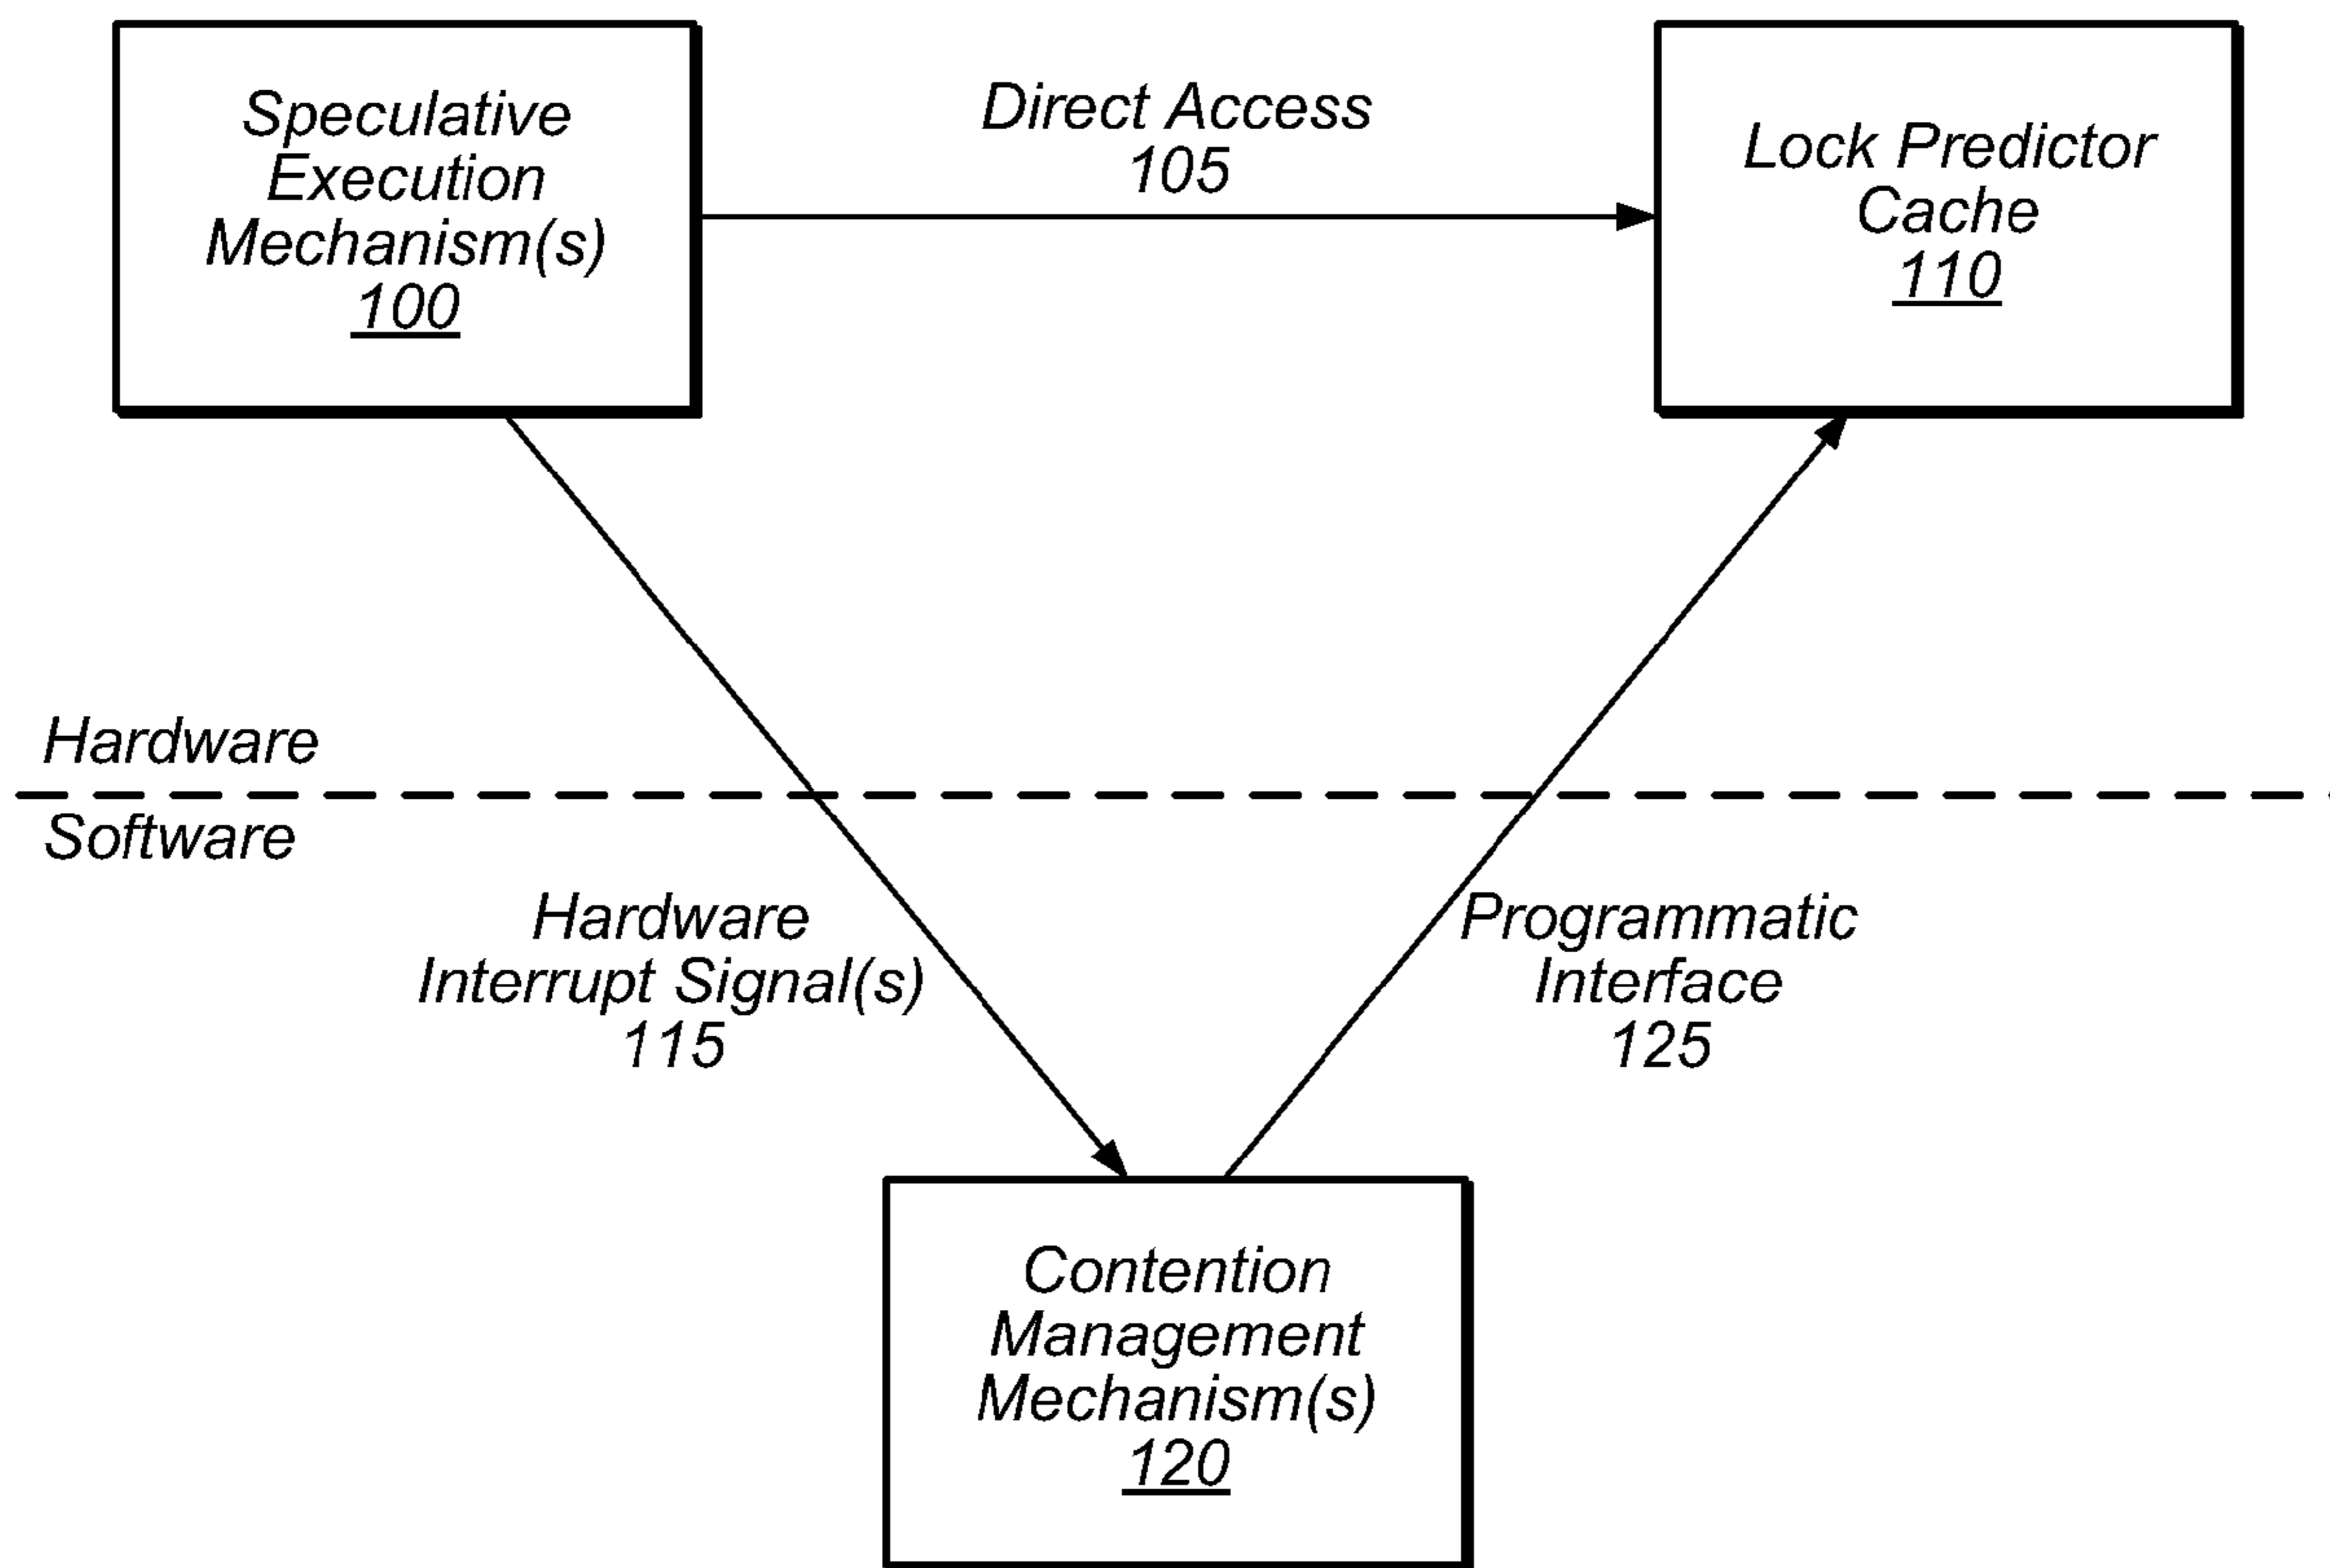 Speculative
Execution
Mechanism(s)
100
Direct Access
105
Lock Predictor
Cache
110
Hardware
Software
Hardware
Interrupt Signal(s)
115
Programmatic
Interface
125
Contention
Management
Mechanism(s)
120